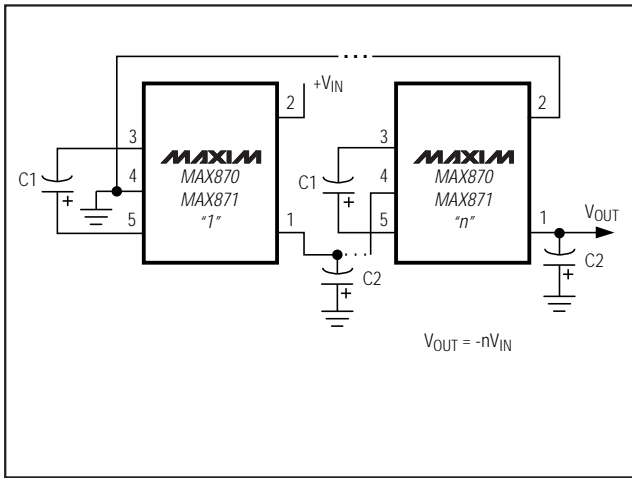 +VIN
2
2
3
MAXIM
MAX870
MAX871
"1"
3
MAXIM
MAX870
MAX871
"n"
C1
+
4
5
1
C1
+
4
5
1
VOUT
C2
+
C2
+
VOUT = -nVIN